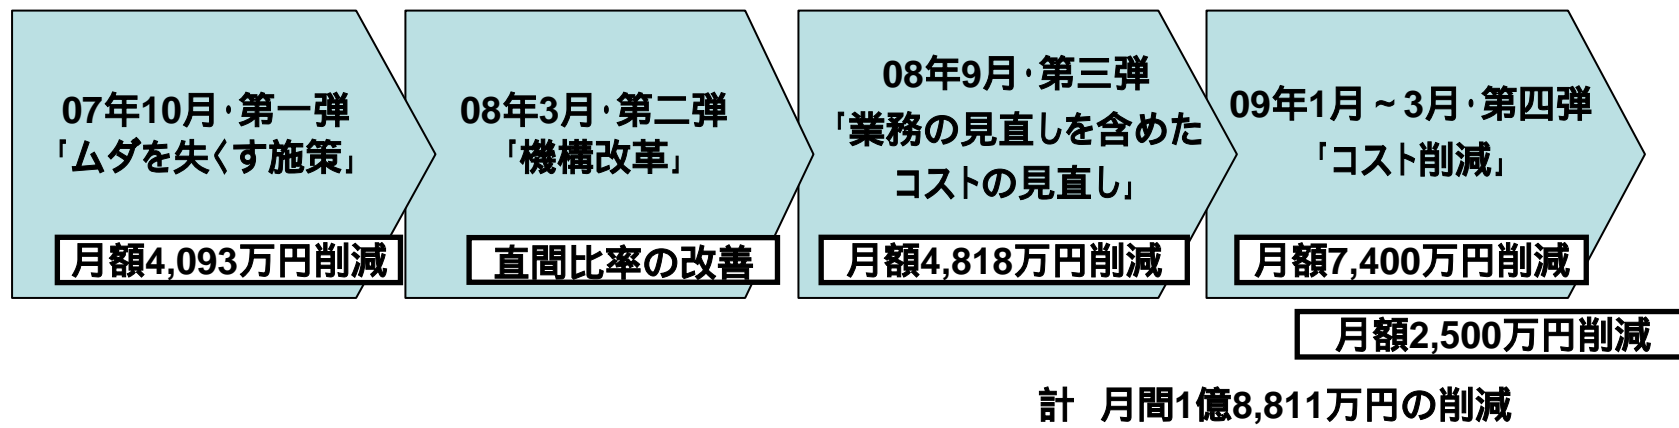 07年10月・第一弾
「ムダを失くす施策」
月額4,093万円削減
08年3月・第二弾
「機構改革」
直間比率の改善
08年9月・第三弾
「業務の見直しを含めた
コストの見直し」
月額4,818万円削減
09年1月~3月・第四弾
「コスト削減」
月額7,400万円削減
月額2,500万円削減
計 月間1億8,811万円の削減